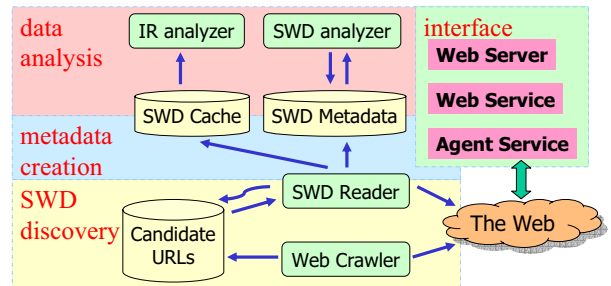 data
analysis
IR analyzer
SWD analyzer
interface
Web Server
Web Service
Agent Service
SWD Cache
SWD Metadata
metadata
creation
SWD
discovery
SWD Reader
Candidate
URLs
Web Crawler
The Web